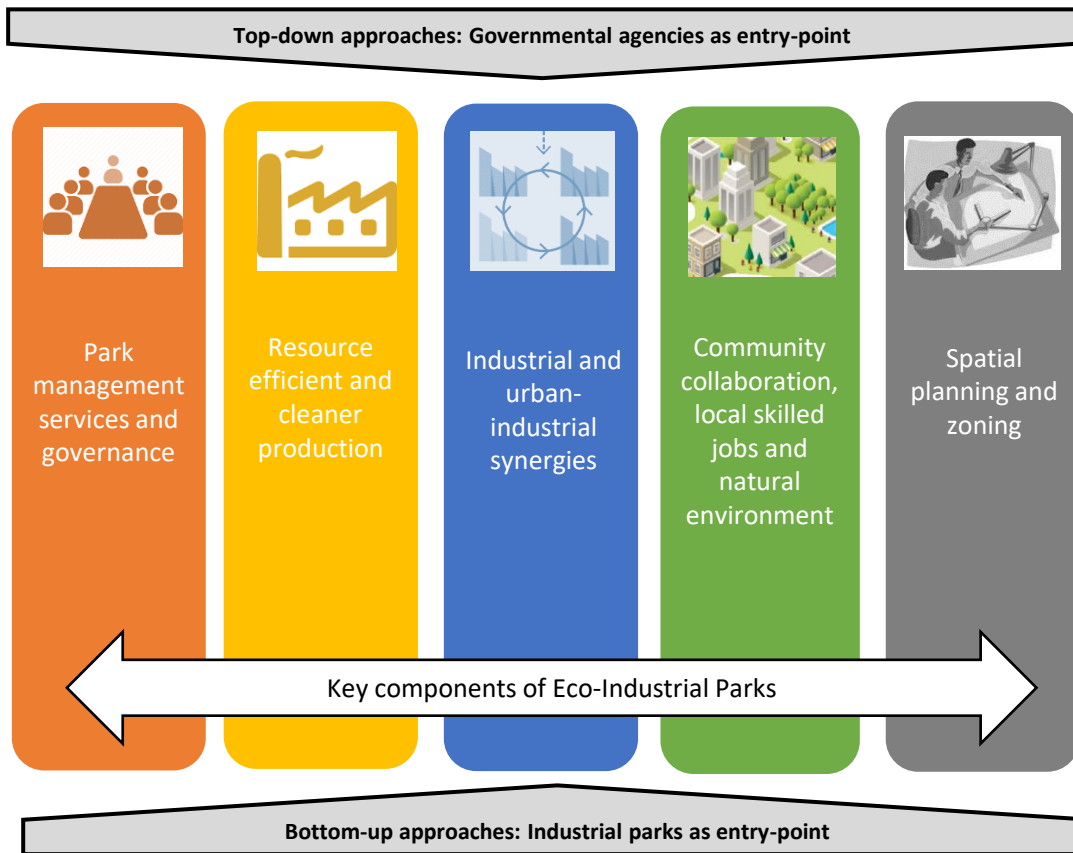 Top-down approaches: Governmental agencies as entry-point
Park
management
services and
governance
Resource
efficient and
cleaner
production
Industrial and
urban-
industrial
synergies
Community
collaboration,
local skilled
jobs and
natural
environment
Spatial
planning and
zoning
Key components of Eco-Industrial Parks
Bottom-up approaches: Industrial parks as entry-point